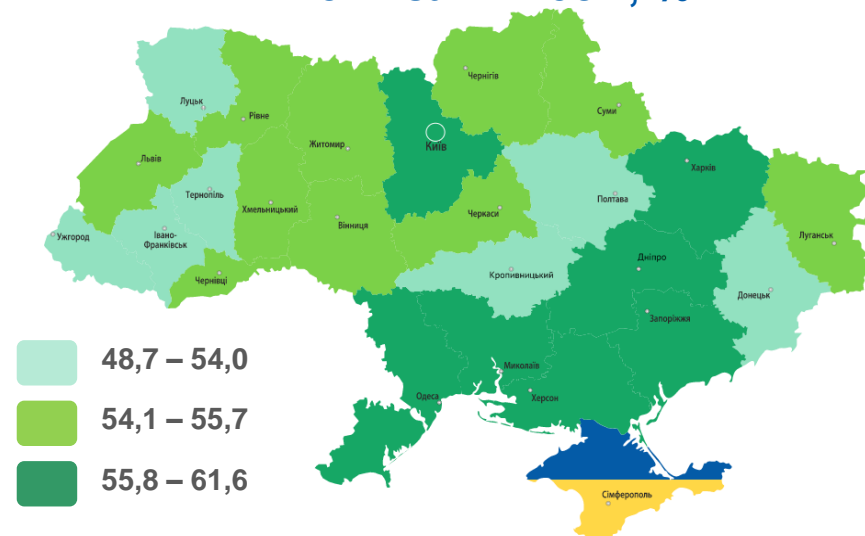 Чернігів
Луцьк
Суми
Рівне
Житомир
Київ
Львів
Харків
Тернопіль
Хмельницький
Полтава
Черкаси
Вінниця
Ужгород
Івано-
Франківськ
Луганськ
Дніпро
Кропивницький
Чернівці
Донецьк
Запоріжжя
48,7 – 54,0
Миколаїв
Одеса
Херсон
54,1 – 55,7
55,8 – 61,6
Сімферополь